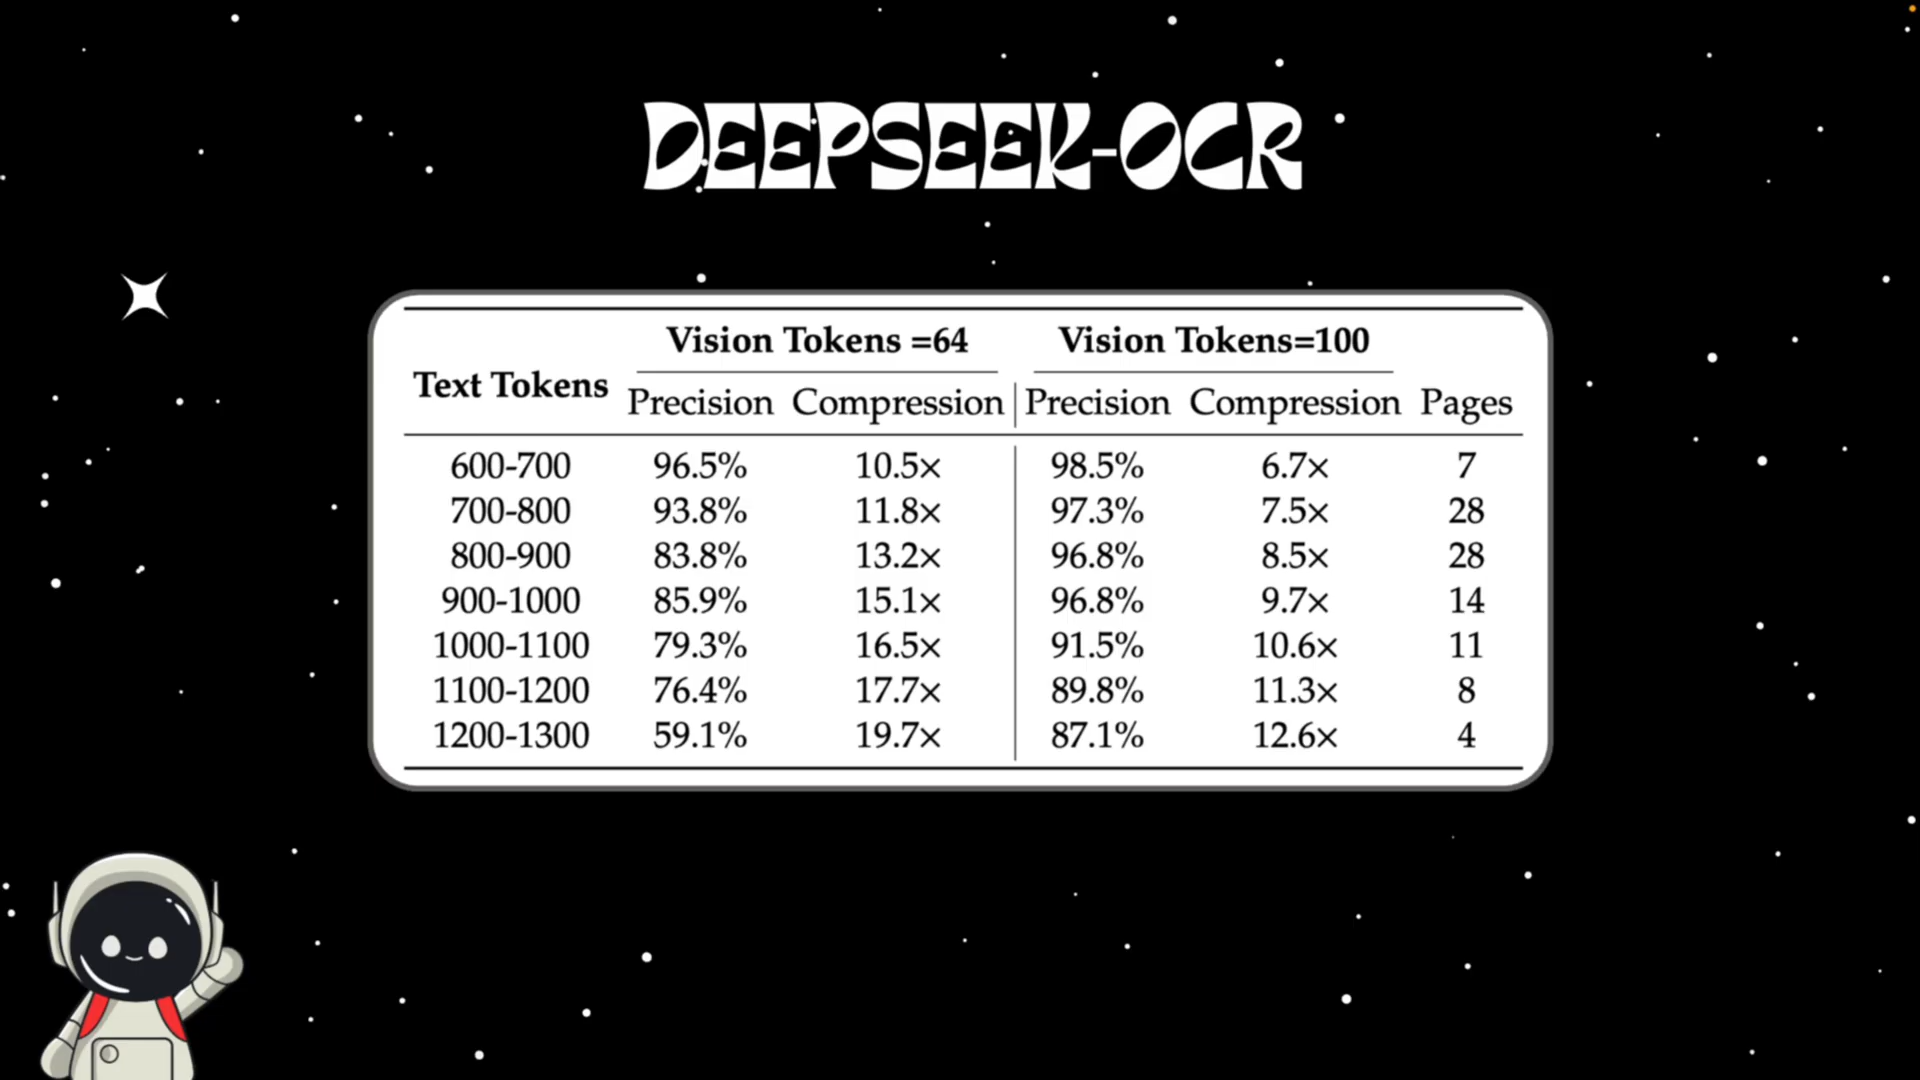 DEEPSEEK-OCR
Vision Tokens =64 Vision Tokens=100
Text Tokens
Precision Compression Precision Compression Pages
600-700 96.5% 10.5× 98.5% 6.7× 7
700-800 93.8% 11.8× 97.3% 7.5× 28
800-900 83.8% 13.2× 96.8% 8.5× 28
900-1000 85.9% 15.1× 96.8% 9.7× 14
1000-1100 79.3% 16.5× 91.5% 10.6× 11
1100-1200 76.4% 17.7× 89.8% 11.3× 8
1200-1300 59.1% 19.7× 87.1% 12.6× 4